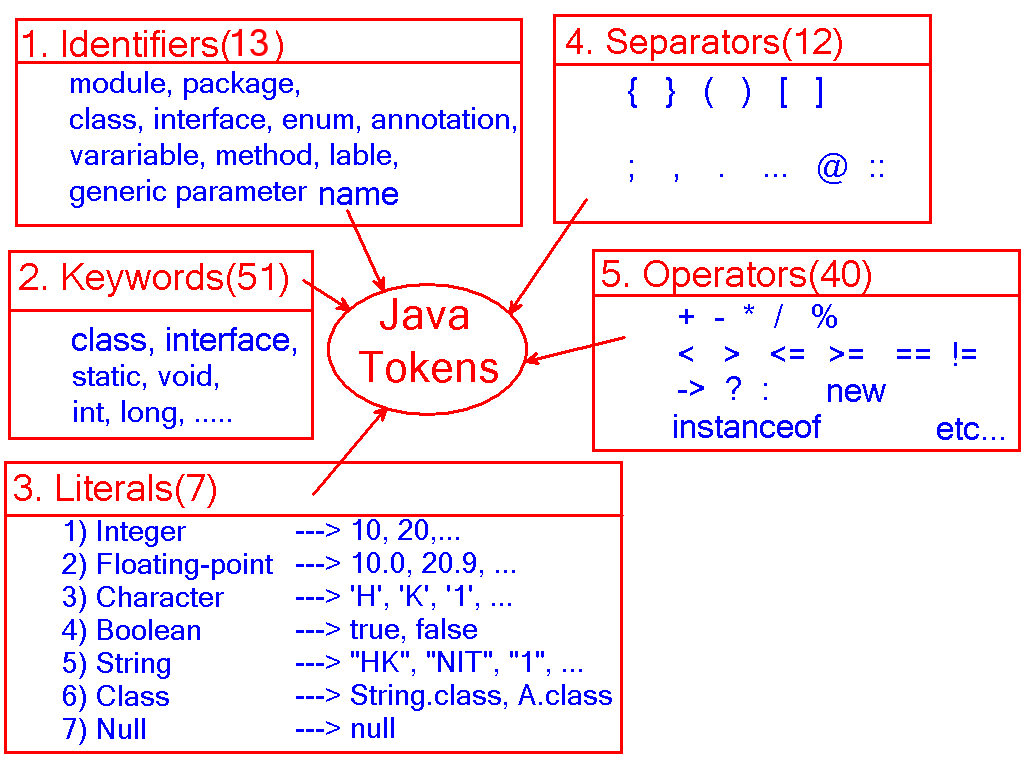 1. Identifiers(13)
module, package,
class, interface, enum, annotation,
varariable, method, lable,
generic parameter name
4. Separators(12)
{ } ( ) [ ]
; , . ... @ ::
2. Keywords(51)
class, interface,
static, void,
int, long, .....
Java
Tokens
5. Operators(40)
+ - * / %
< > <= >= == !=
-> ? : new
instanceof etc...
3. Literals(7)
1) Integer ---> 10, 20,...
2) Floating-point ---> 10.0, 20.9, ...
3) Character ---> 'H', 'K', '1', ...
4) Boolean ---> true, false
5) String ---> "HK", "NIT", "1", ...
6) Class ---> String.class, A.class
7) Null ---> null